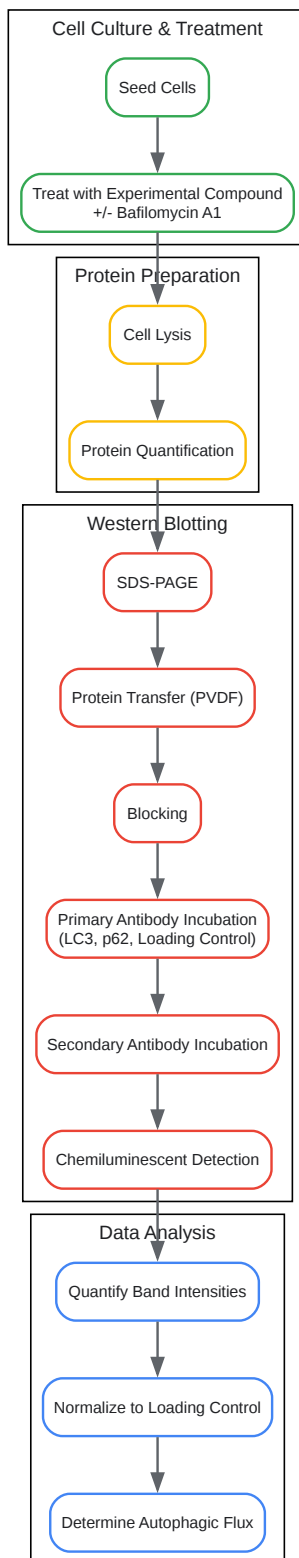 Cell Culture & Treatment
Seed Cells
Treat with Experimental Compound
+/- Bafilomycin A1
Protein Preparation
Cell Lysis
Protein Quantification
Western Blotting
SDS-PAGE
Protein Transfer (PVDF)
Blocking
Primary Antibody Incubation
(LC3, p62, Loading Control)
Secondary Antibody Incubation
Chemiluminescent Detection
Data Analysis
Quantify Band Intensities
Normalize to Loading Control
Determine Autophagic Flux